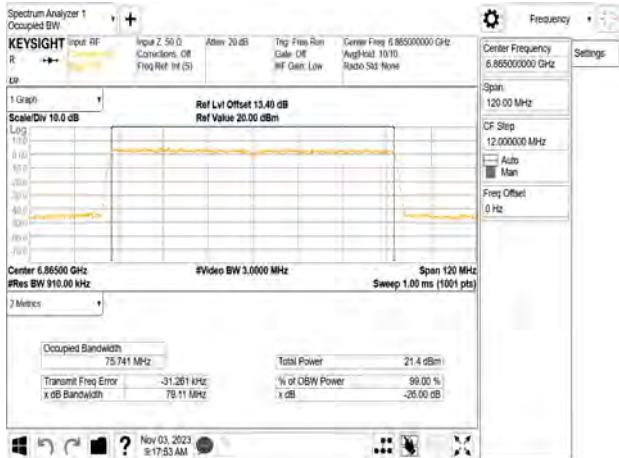 Spectrum Analyzer 1
Occupied BW
KEYSIGHT Input: RF
R
Input Z: 50 Ω
Corrections: Off
Freq Ref: Int (S)
Atten: 20 dB
Trig: Free Run
Gate: Off
#IF Gain: Low
Center Freq: 6.865000000 GHz
Avg|Hold: 10/10
Radio Std: None
Frequency
Settings
Center Frequency
6.865000000 GHz
Span
120.00 MHz
CF Step
12.000000 MHz
Auto
Man
Freq Offset
0 Hz
1 Graph
Scale/Div 10.0 dB
Ref Lvl Offset 13.40 dB
Ref Value 20.00 dBm
Log
10.0
0.00
Center 6.86500 GHz
#Res BW 910.00 kHz
#Video BW 3.0000 MHz
Span 120 MHz
Sweep 1.00 ms (1001 pts)
2 Metrics
Occupied Bandwidth
75.741 MHz
Total Power 21.4 dBm
Transmit Freq Error -31.261 kHz
% of OBW Power 99.00 %
x dB Bandwidth 79.11 MHz
x dB -26.00 dB
Nov 03, 2023
9:17:53 AM